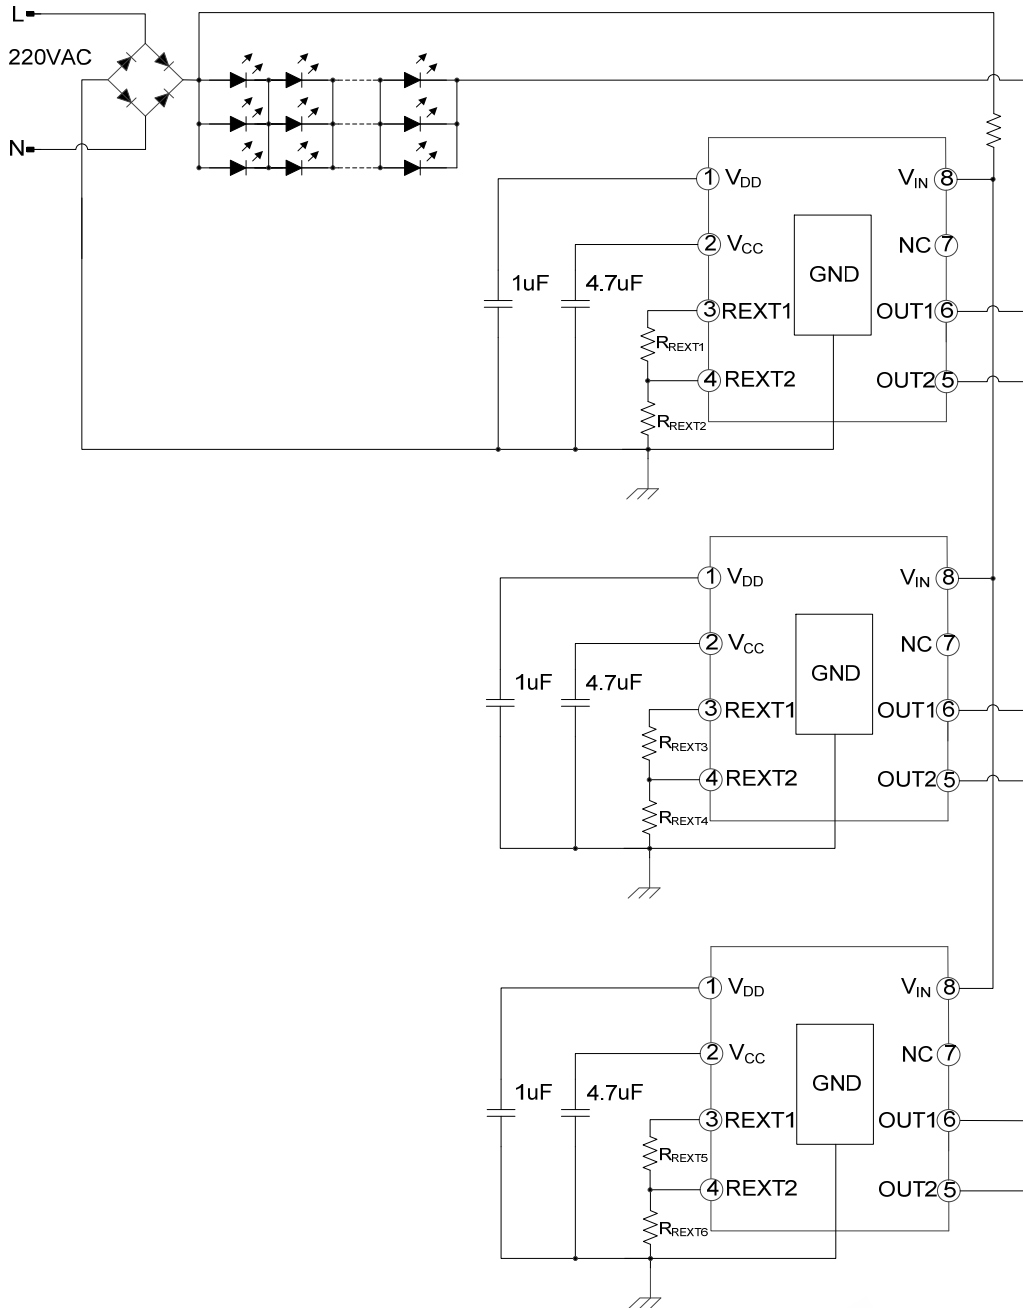 L
220VAC
N
1 VDD
VIN 8
2 VCC
NC 7
GND
1uF
4.7uF
3 REXT1
OUT1 6
RREXT1
4 REXT2
OUT2 5
RREXT2
1 VDD
VIN 8
2 VCC
NC 7
GND
1uF
4.7uF
3 REXT1
OUT1 6
RREXT3
4 REXT2
OUT2 5
RREXT4
1 VDD
VIN 8
2 VCC
NC 7
GND
1uF
4.7uF
3 REXT1
OUT1 6
RREXT5
4 REXT2
OUT2 5
RREXT6